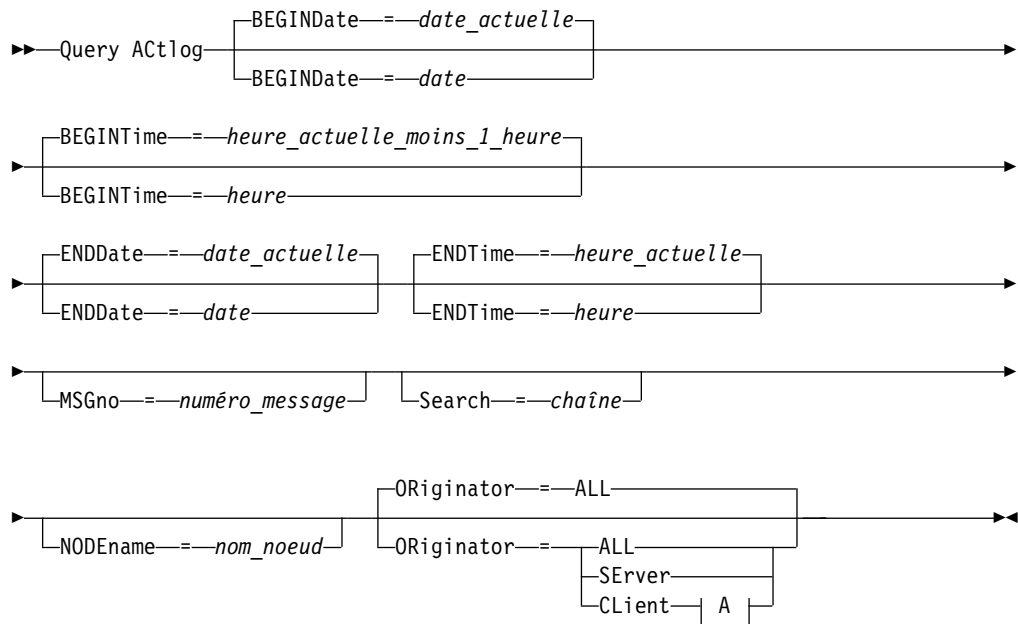 BEGINDate = date_actuelle
Query ACtlog
BEGINDate = date
BEGINTime = heure_actuelle_moins_1_heure
BEGINTime = heure
ENDDate = date_actuelle ENDTime = heure_actuelle
ENDDate = date ENDTime = heure
MSGno = numéro_message Search = chaîne
ORiginator = ALL
NODEname = nom_noeud ORiginator = ALL
SErver
CLient A